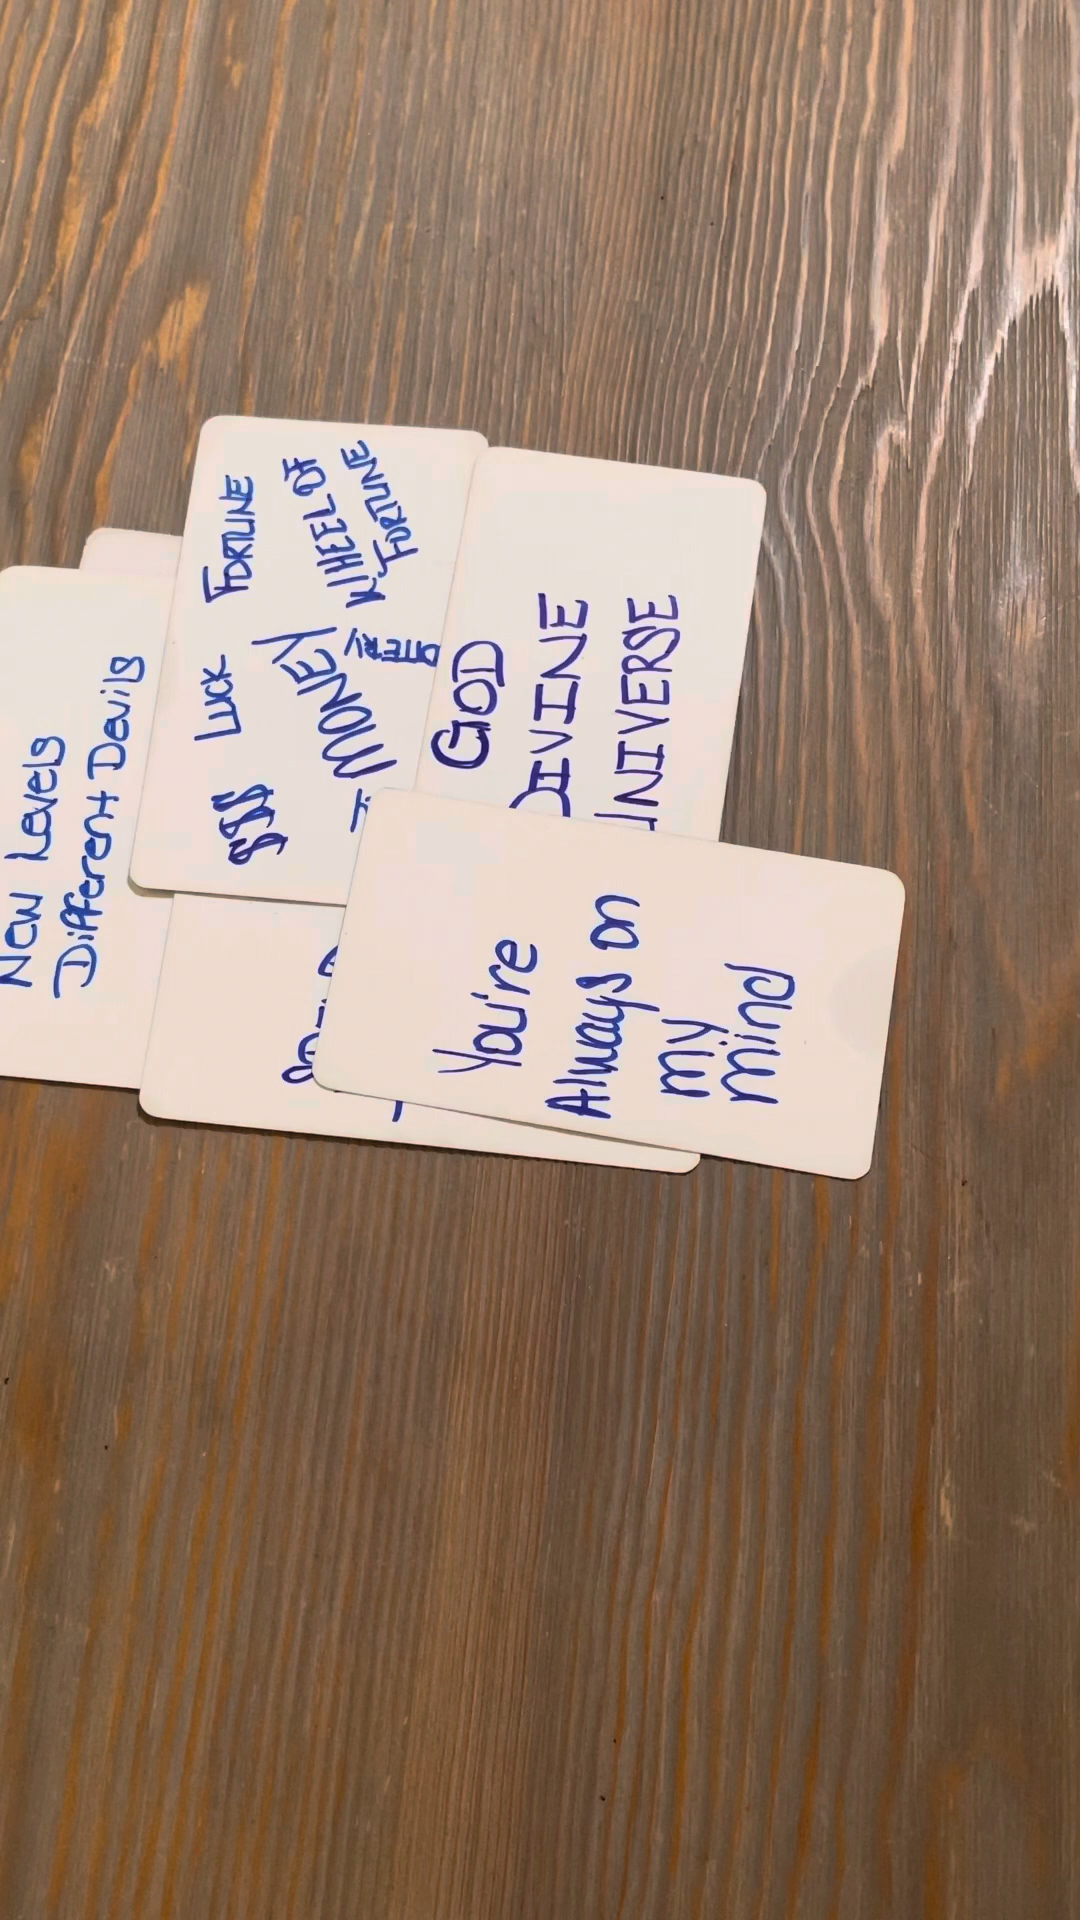 New Levels
Different Devils
$$$ LUCK FORTUNE
MONEY
WHEEL OF
FORTUNE
GOD
DIVINE
UNIVERSE
You're
Always on
my
mind